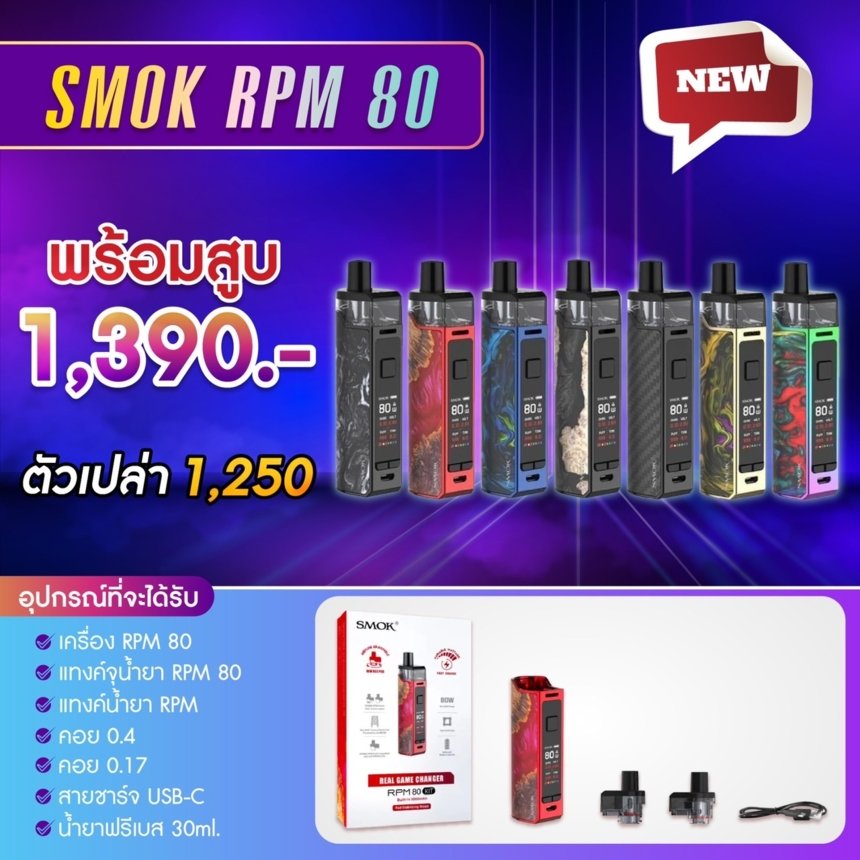 SMOK RPM 80
NEW
พร้อมสูบ
1,390.-
ตัวเปล่า 1,250
อุปกรณ์ที่จะได้รับ
เครื่อง RPM 80
แทงค์จุน้ำยา RPM 80
แทงค์น้ำยา RPM
คอย 0.4
คอย 0.17
สายชาร์จ USB-C
น้ำยาฟรีเบส 30ml.
SMOK
80W
REAL GAME CHANGER
RPM 80 KIT